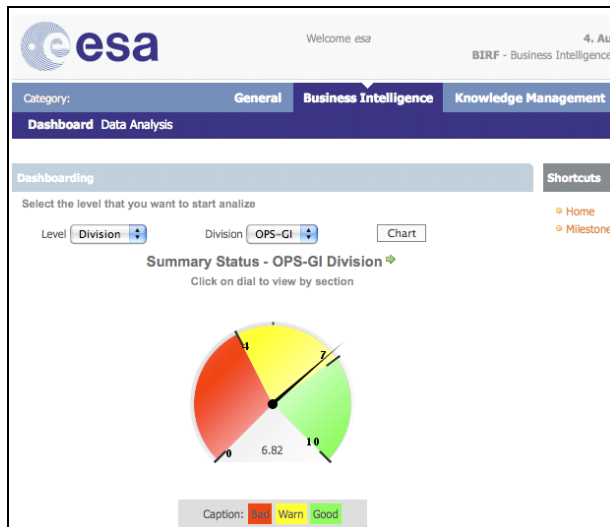 esa
Welcome esa
4. Au
BIRF - Business Intelligence
Category:
General Business Intelligence Knowledge Management
Dashboard Data Analysis
Dashboarding
Shortcuts
Select the level that you want to start analize
Home
Milestone
Level Division Division OPS-GI Chart
Summary Status - OPS-GI Division
Click on dial to view by section
4
7
0
10
6.82
Caption: Bad Warn Good